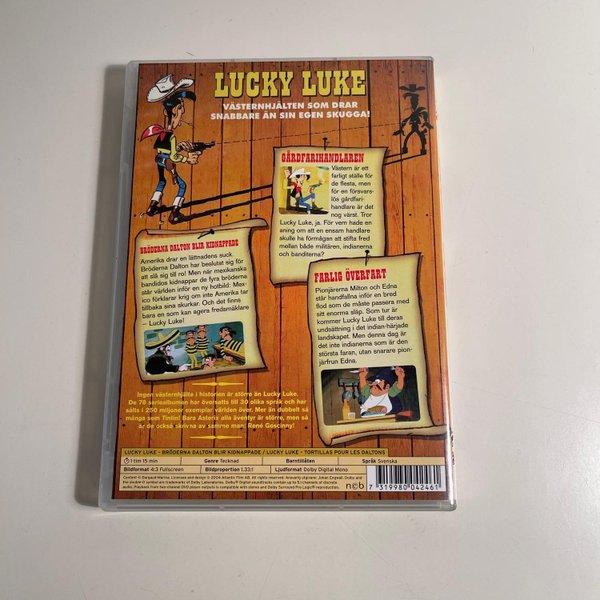 LUCKY LUKE
VÄSTERNHJÄLTEN SOM DRAR
SNABBARE ÄN SIN EGEN SKUGGA!
GÅRDFARIHANDLAREN
Västern är ett
farligt ställe för
de flesta, men
för en försvars-
lös gårdfari-
handlare är det
nog värst. Tror
Lucky Luke, ja. För vem hade en
aning om att en ensam handlare
skulle ha förmågan att stifta fred
mellan både militären, indianerna
och banditerna?
BRÖDERNA DALTON BLIR KIDNAPPADE
Amerika drar en lättnadens suck.
Bröderna Dalton har beslutat sig för
att slå sig till ro! Men när mexikanska
bandidos kidnappar de fyra bröderna
står världen inför en ny hotbild: Mex-
ico förklarar krig om inte Amerika tar
tillbaka sina skurkar. Och det finns
bara en som kan agera fredsmäklare
– Lucky Luke!
FARLIG ÖVERFART
Pionjärerna Milton och Edna
står handfallna inför en bred
flod som de måste passera med
sitt enorma släp. Som tur är
kommer Lucky Luke till deras
undsättning i det indian-härjade
landskapet. Men denna dag är
det inte indianerna som är den
största faran, utan snarare pion-
järfrun Edna.
Ingen västernhjälte i historien är större än Lucky Luke.
De 78 seriealbumen har översatts till 30 olika språk och har
sålts i 250 miljoner exemplar världen över. Mer än dubbelt så
många som Tintin! Bara Asterix alla äventyr är större, men så
är de också skrivna av samme man: René Goscinny!
LUCKY LUKE - BRÖDERNA DALTON BLIR KIDNAPPADE / LUCKY LUKE - TORTILLAS POUR LES DALTONS
1 tim 15 min Genre Tecknad Barntillåten Språk Svenska
Bildformat 4:3 Fullscreen Bildproportion 1.33:1 Ljudformat Dolby Digital Mono
ncb
7 319980 042461